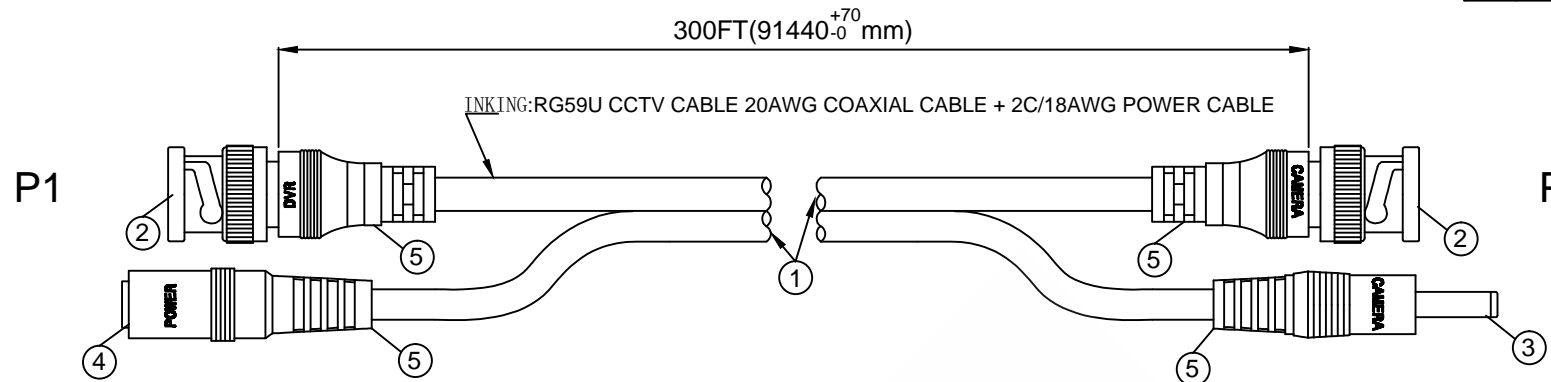 300FT(91440+70-0mm)
INKING:RG59U CCTV CABLE 20AWG COAXIAL CABLE + 2C/18AWG POWER CABLE
P1
DVR
CAMERA
2
5
1
5
2
POWER
CAMERA
4
5
5
3